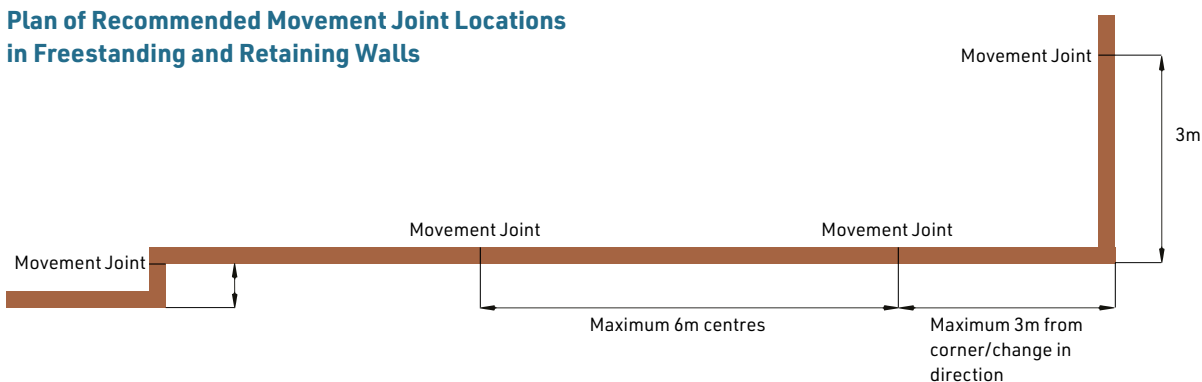 Plan of Recommended Movement Joint Locations
in Freestanding and Retaining Walls
Movement Joint
3m
Movement Joint
Movement Joint
Movement Joint
Maximum 6m centres
Maximum 3m from
corner/change in
direction